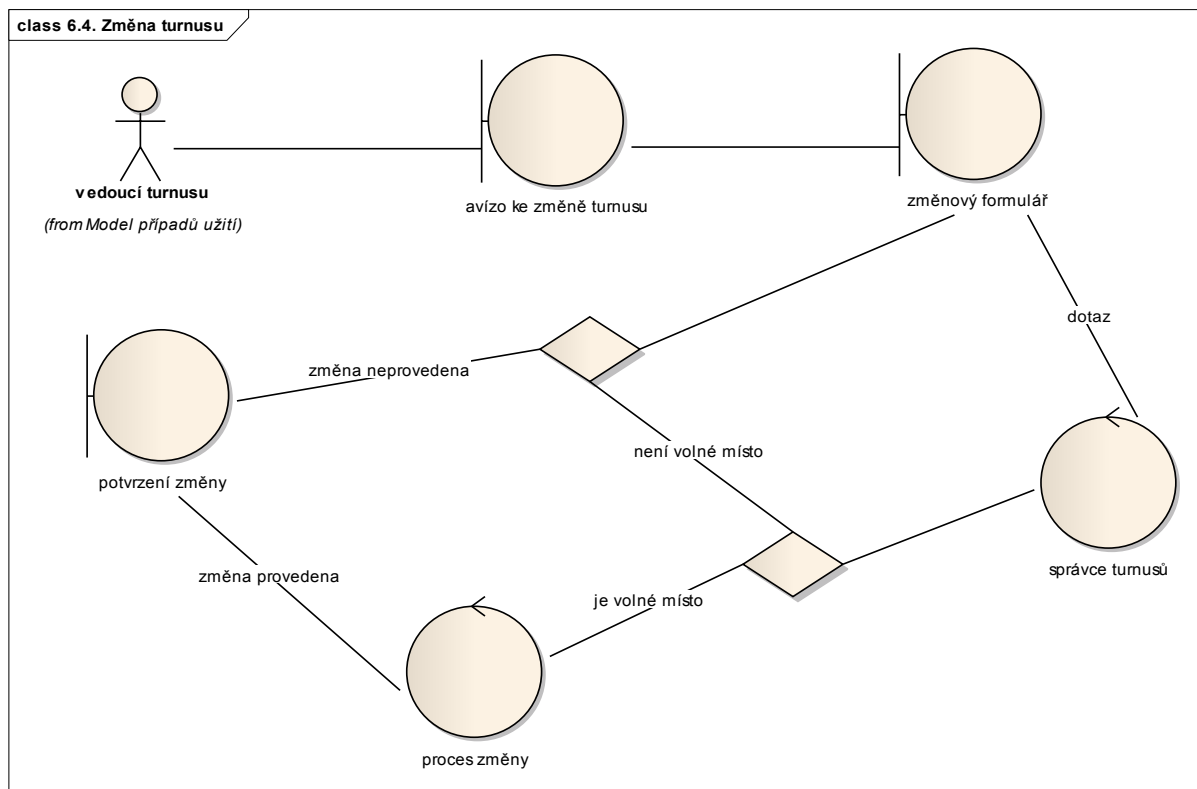 class 6.4. Změna turnusu
vedoucí turnusu
(from Model případů užití)
avízo ke změně turnusu
změnový formulář
dotaz
změna neprovedena
není volné místo
potvrzení změny
správce turnusů
změna provedena
je volné místo
proces změny